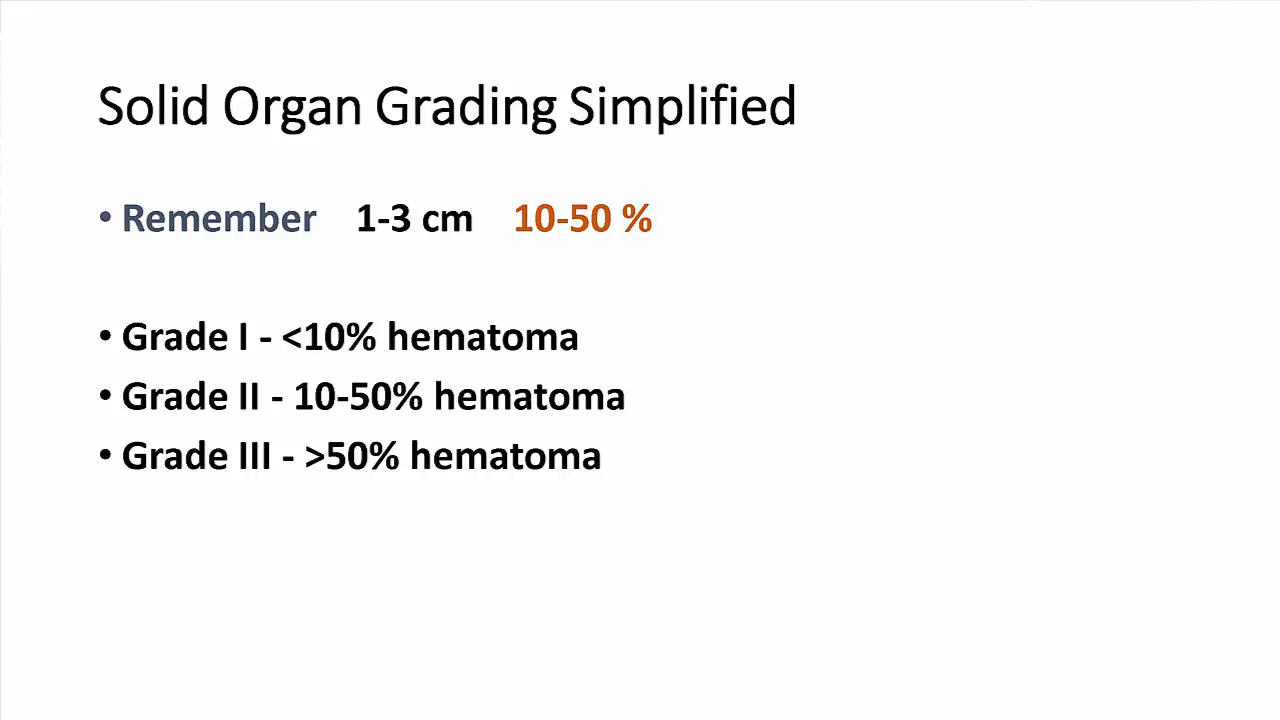 Solid Organ Grading Simplified
• Remember 1-3 cm 10-50 %
• Grade I - <10% hematoma
• Grade II - 10-50% hematoma
• Grade III - >50% hematoma